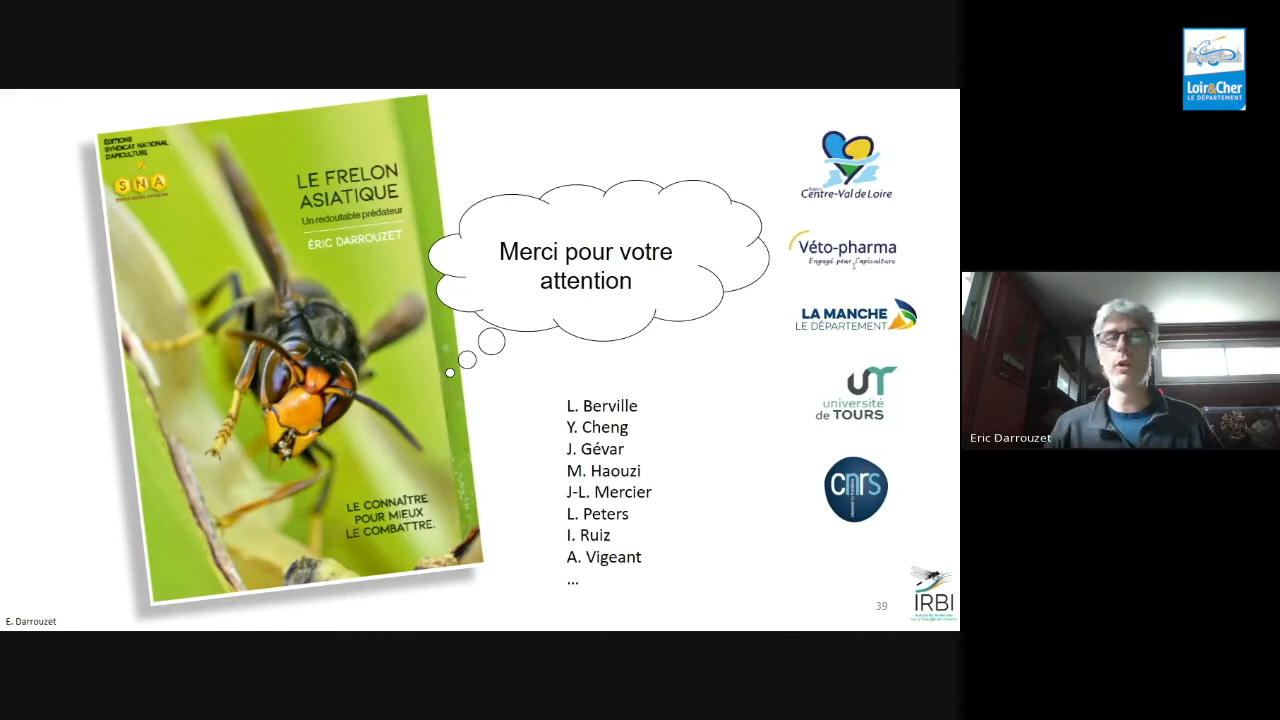 ÉDITIONS
SYNDICAT NATIONAL
D'APICULTURE
SNA
LE FRELON
ASIATIQUE
Un redoutable prédateur
ÉRIC DARROUZET
LE CONNAÎTRE
POUR MIEUX
LE COMBATTRE.
Merci pour votre
attention
L. Berville
Y. Cheng
J. Gévar
M. Haouzi
J-L. Mercier
L. Peters
I. Ruiz
A. Vigeant
...
Centre-Val de Loire
Véto-pharma
Engagé pour l'apiculture
LA MANCHE
LE DÉPARTEMENT
université
de TOURS
cnrs
39
IRBI
E. Darrouzet
Loir&Cher
LE DÉPARTEMENT
Eric Darrouzet